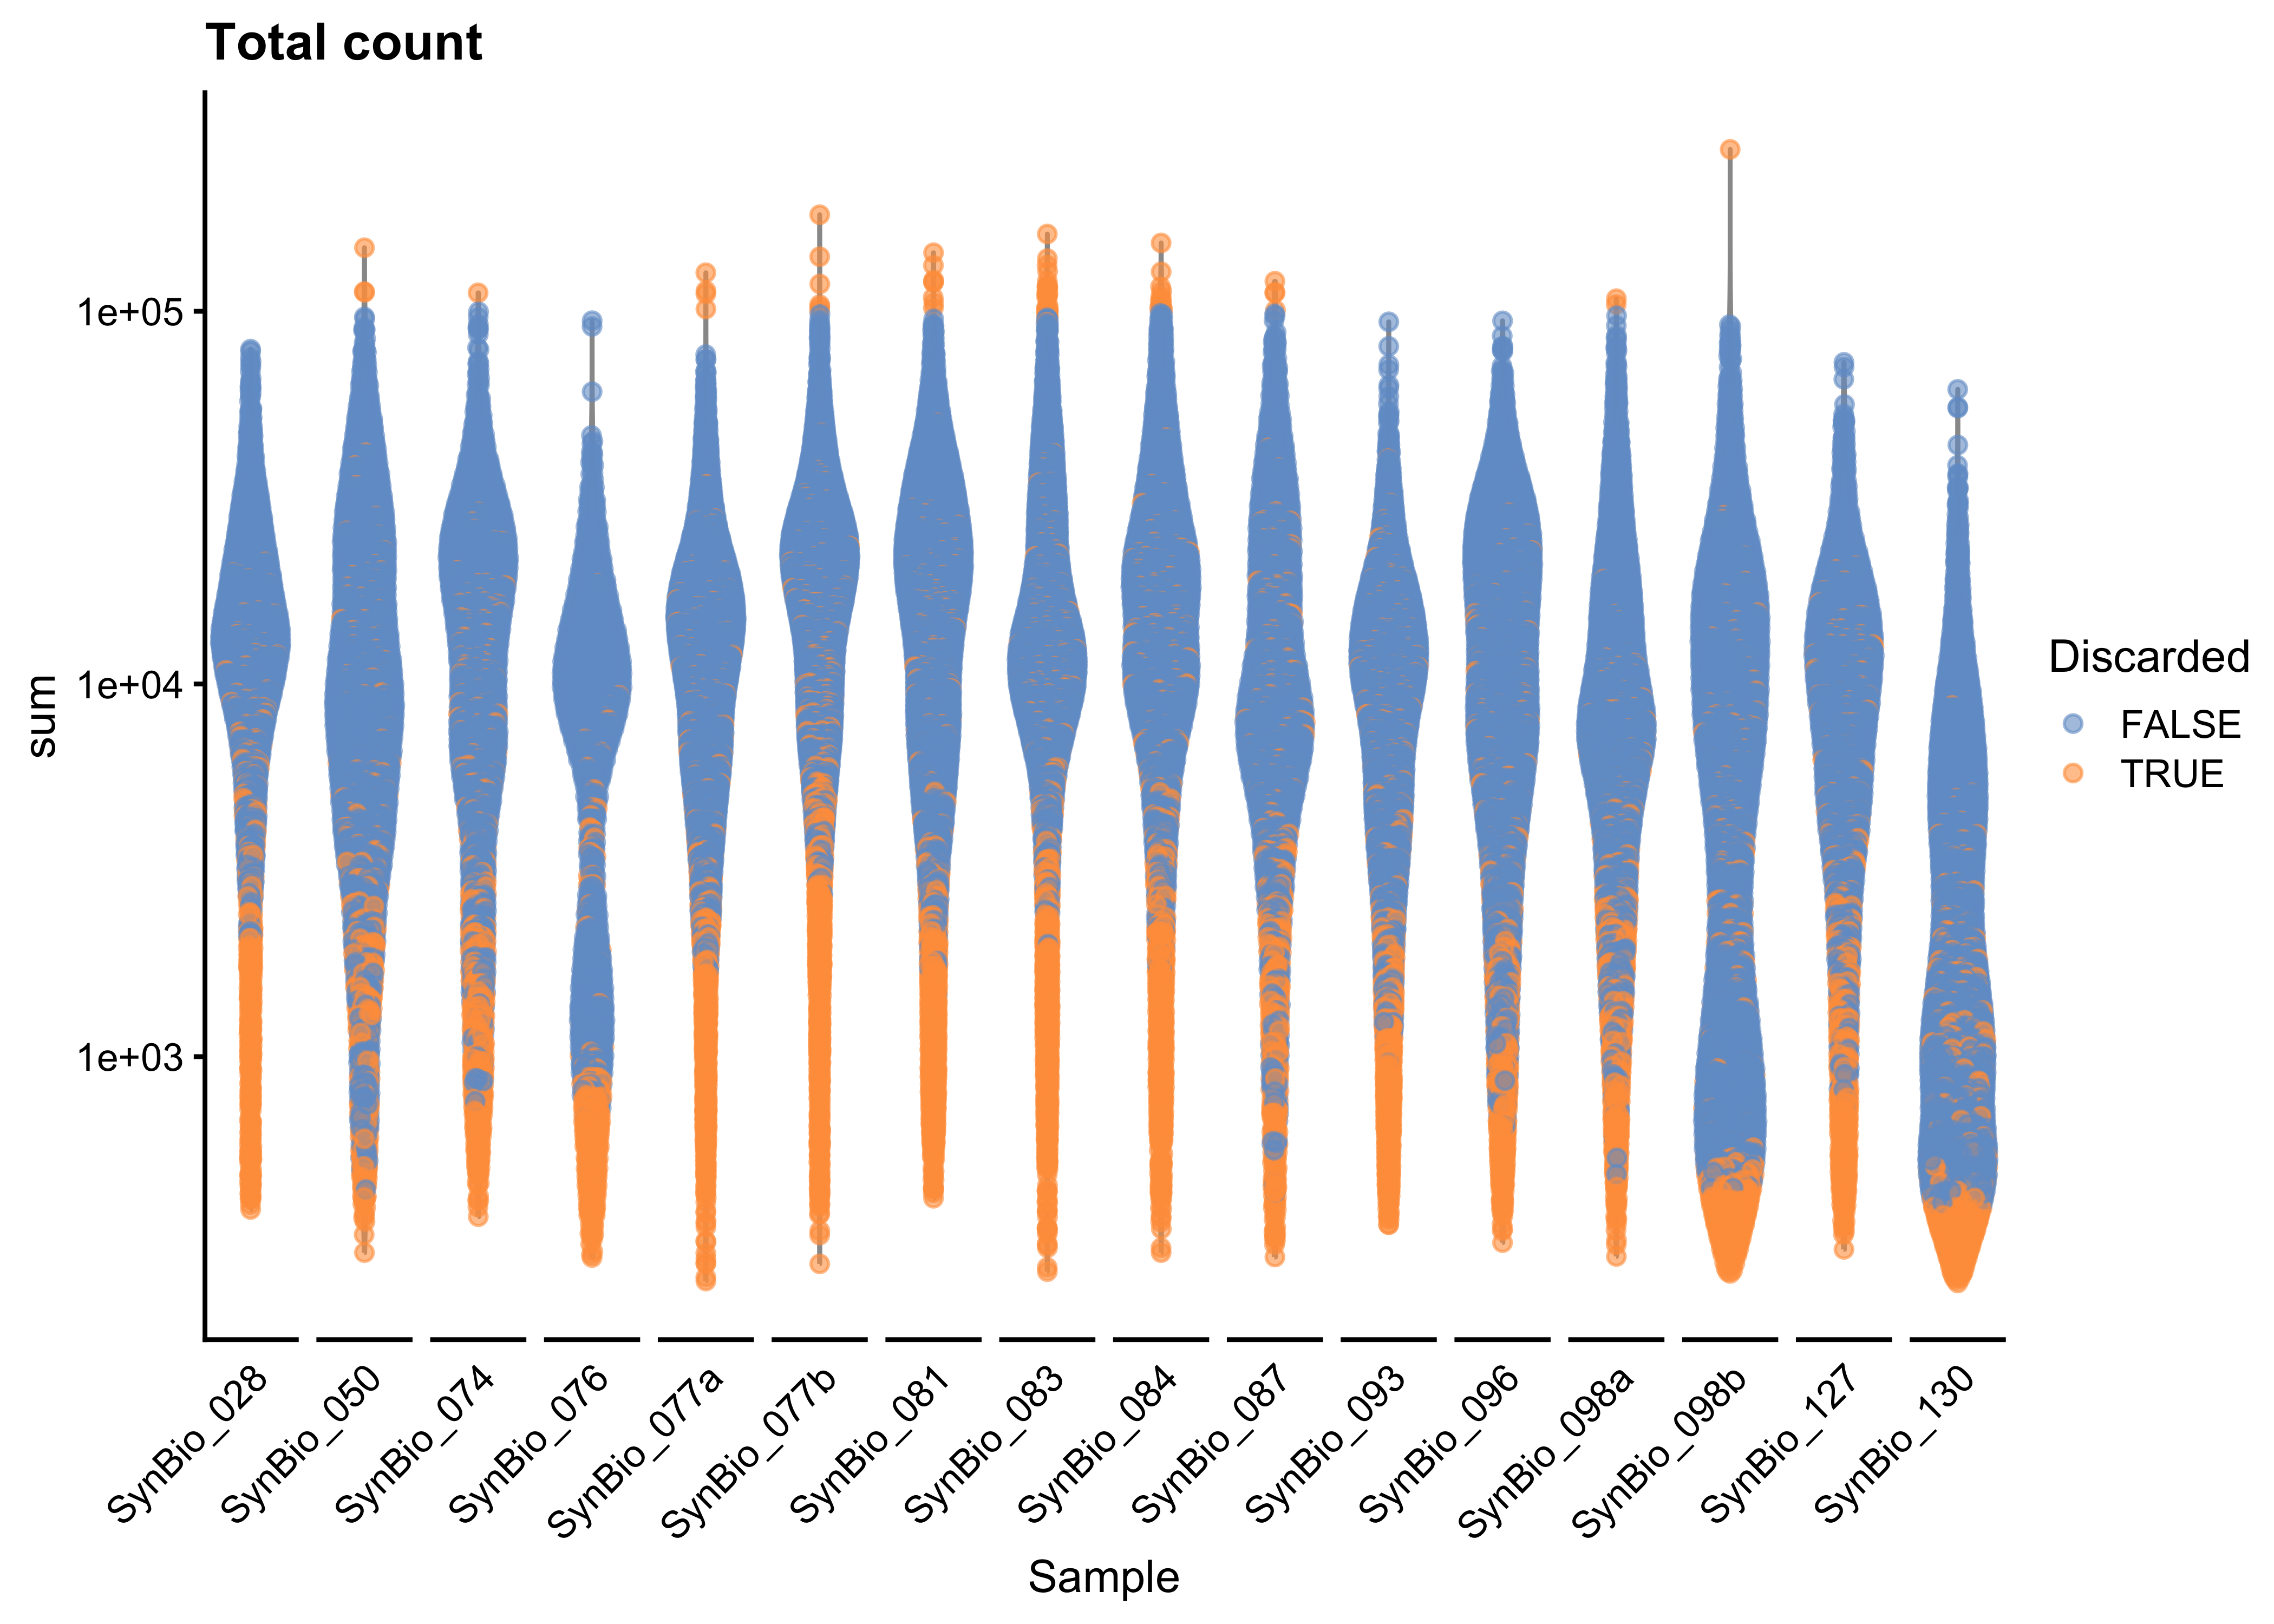 Total count
sum
1e+05
1e+04
1e+03
SynBio_028
SynBio_050
SynBio_074
SynBio_076
SynBio_077a
SynBio_077b
SynBio_081
SynBio_083
SynBio_084
SynBio_087
SynBio_093
SynBio_096
SynBio_098a
SynBio_098b
SynBio_127
SynBio_130
Sample
Discarded
FALSE
TRUE